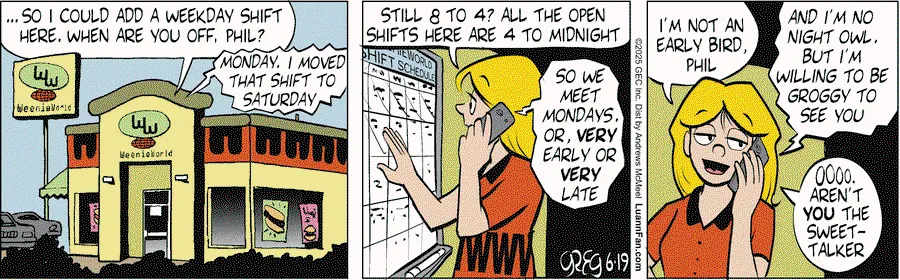 ... SO I COULD ADD A WEEKDAY SHIFT
HERE. WHEN ARE YOU OFF, PHIL?
MONDAY. I MOVED
THAT SHIFT TO
SATURDAY
WW
WeenieWorld
WW
WeenieWorld
STILL 8 TO 4? ALL THE OPEN
SHIFTS HERE ARE 4 TO MIDNIGHT
ENIEWORLD
SHIFT SCHEDULE
SO WE
MEET
MONDAYS.
OR, VERY
EARLY OR
VERY
LATE
WWW
GREG 6.19
©2025 GEC Inc. Dist by Andrews McMeel LuannFan.com
I'M NOT AN
EARLY BIRD,
PHIL
AND I'M NO
NIGHT OWL.
BUT I'M
WILLING TO BE
GROGGY TO
SEE YOU
OOOO.
AREN'T
YOU THE
SWEET-
TALKER